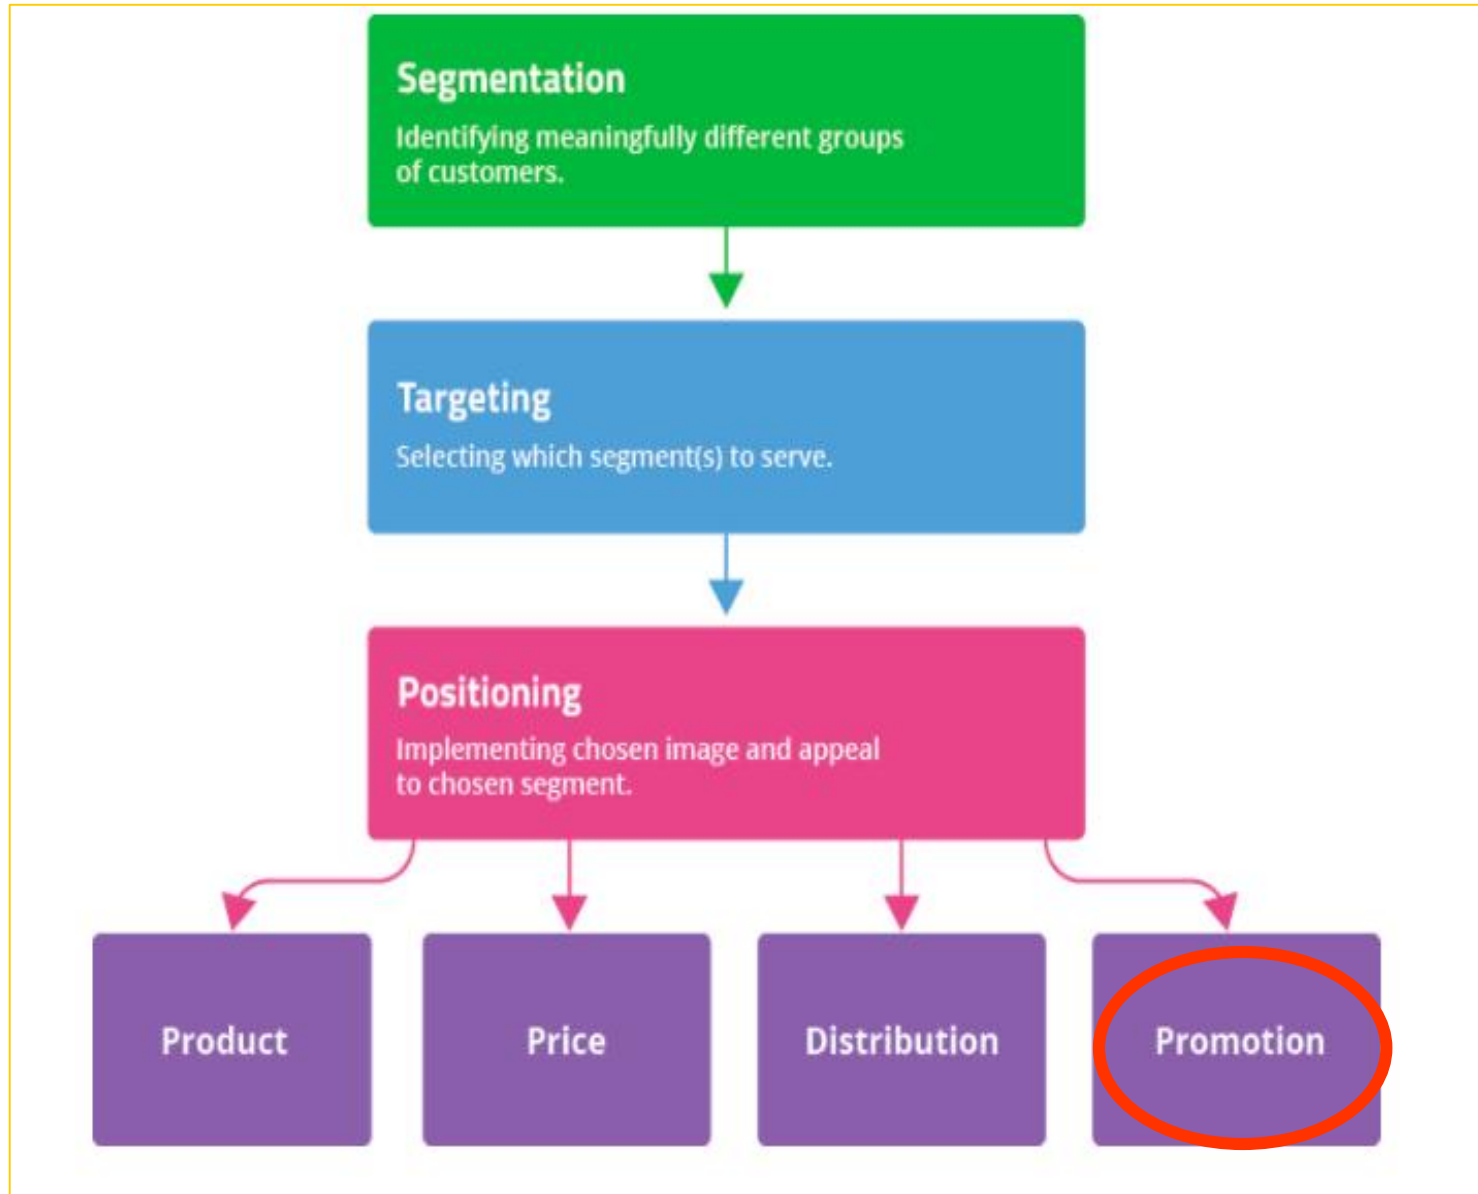 Segmentation
Identifying meaningfully different groups
of customers.
Targeting
Selecting which segment(s) to serve.
Positioning
Implementing chosen image and appeal
to chosen segment.
Product
Price
Distribution
Promotion